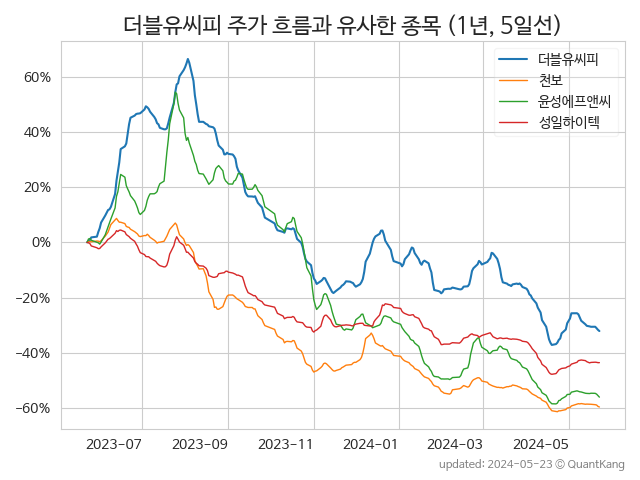 더블유씨피 주가 흐름과 유사한 종목 (1년, 5일선)
더블유씨피
천보
윤성에프앤씨
성일하이텍
60%
40%
20%
0%
−20%
−40%
−60%
2023-07
2023-09
2023-11
2024-01
2024-03
2024-05
updated: 2024-05-23 © QuantKang